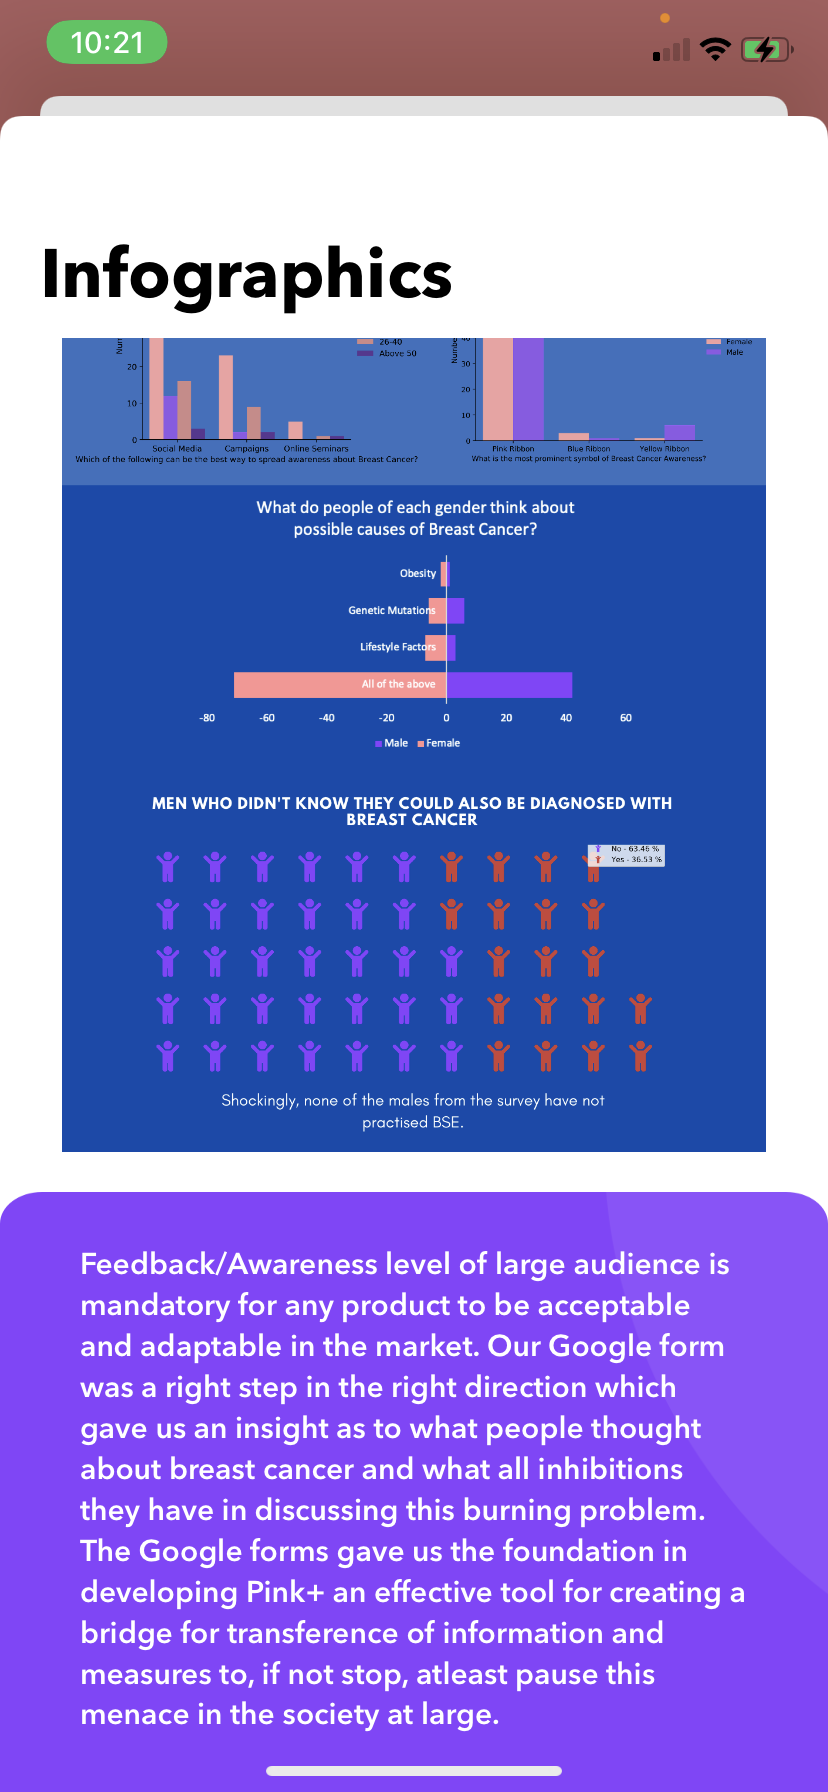 10:21
Infographics
20
10
0
Social Media Campaigns Online Seminars
Which of the following can be the best way to spread awareness about Breast Cancer?
26-40
Above 50
30
20
10
0
Pink Ribbon Blue Ribbon Yellow Ribbon
What is the most prominent symbol of Breast Cancer Awareness?
Female
Male
What do people of each gender think about
possible causes of Breast Cancer?
Obesity
Genetic Mutations
Lifestyle Factors
All of the above
-80 -60 -40 -20 0 20 40 60
Male Female
MEN WHO DIDN'T KNOW THEY COULD ALSO BE DIAGNOSED WITH
BREAST CANCER
No - 63.46 %
Yes - 36.53 %
Shockingly, none of the males from the survey have not
practised BSE.
Feedback/Awareness level of large audience is
mandatory for any product to be acceptable
and adaptable in the market. Our Google form
was a right step in the right direction which
gave us an insight as to what people thought
about breast cancer and what all inhibitions
they have in discussing this burning problem.
The Google forms gave us the foundation in
developing Pink+ an effective tool for creating a
bridge for transference of information and
measures to, if not stop, atleast pause this
menace in the society at large.